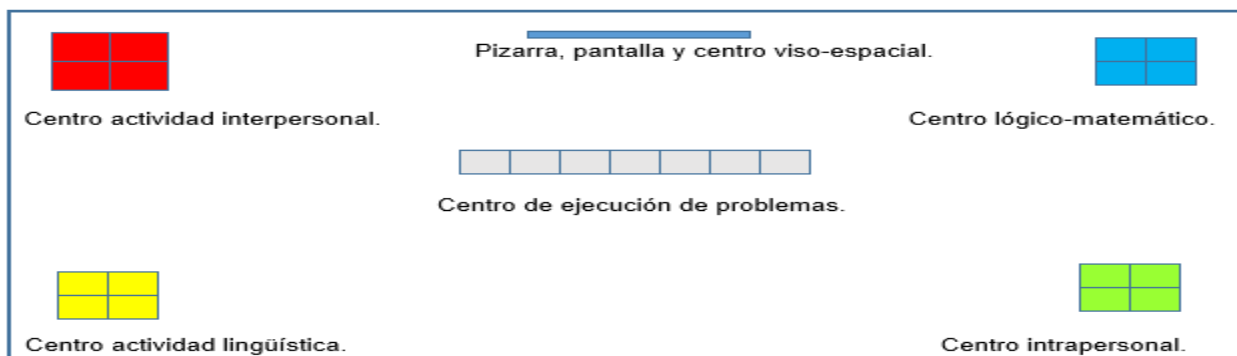 Pizarra, pantalla y centro viso-espacial.
Centro actividad interpersonal.
Centro lógico-matemático.
Centro de ejecución de problemas.
Centro actividad lingüística.
Centro intrapersonal.